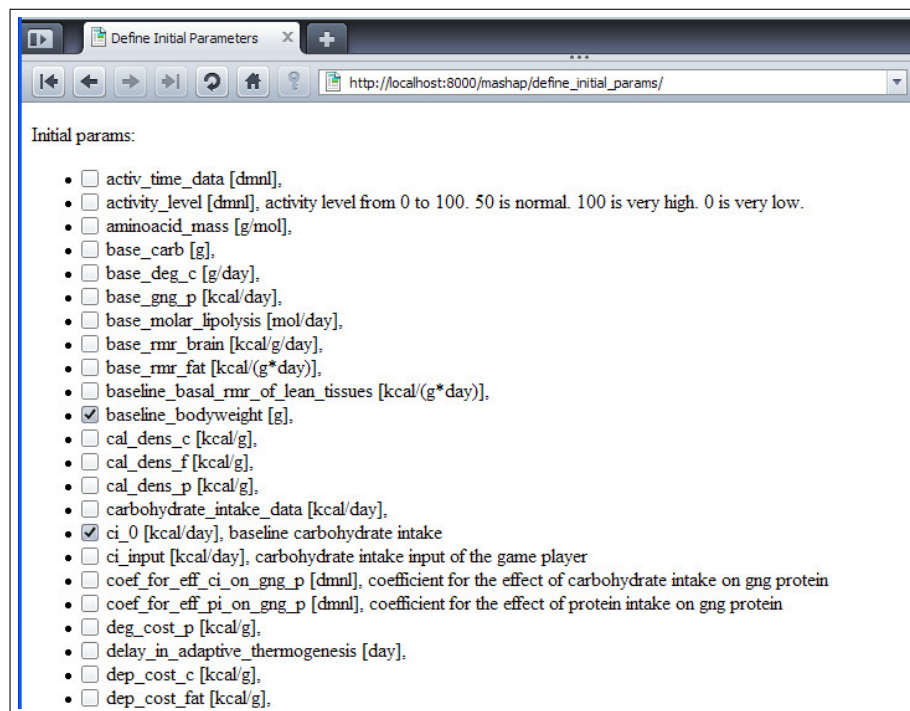 Define Initial Parameters
http://localhost:8000/mashap/define_initial_params/
Initial params:
activ_time_data [dmnl],
activity_level [dmnl], activity level from 0 to 100. 50 is normal. 100 is very high. 0 is very low.
aminoacid_mass [g/mol],
base_carb [g],
base_deg_c [g/day],
base_gng_p [kcal/day],
base_molar_lipolysis [mol/day],
base_rmr_brain [kcal/g/day],
base_rmr_fat [kcal/(g*day)],
baseline_basal_rmr_of_lean_tissues [kcal/(g*day)],
baseline_bodyweight [g],
cal_dens_c [kcal/g],
cal_dens_f [kcal/g],
cal_dens_p [kcal/g],
carbohydrate_intake_data [kcal/day],
ci_0 [kcal/day], baseline carbohydrate intake
ci_input [kcal/day], carbohydrate intake input of the game player
coef_for_eff_ci_on_gng_p [dmnl], coefficient for the effect of carbohydrate intake on gng protein
coef_for_eff_pi_on_gng_p [dmnl], coefficient for the effect of protein intake on gng protein
deg_cost_p [kcal/g],
delay_in_adaptive_thermogenesis [day],
dep_cost_c [kcal/g],
dep_cost_fat [kcal/g],